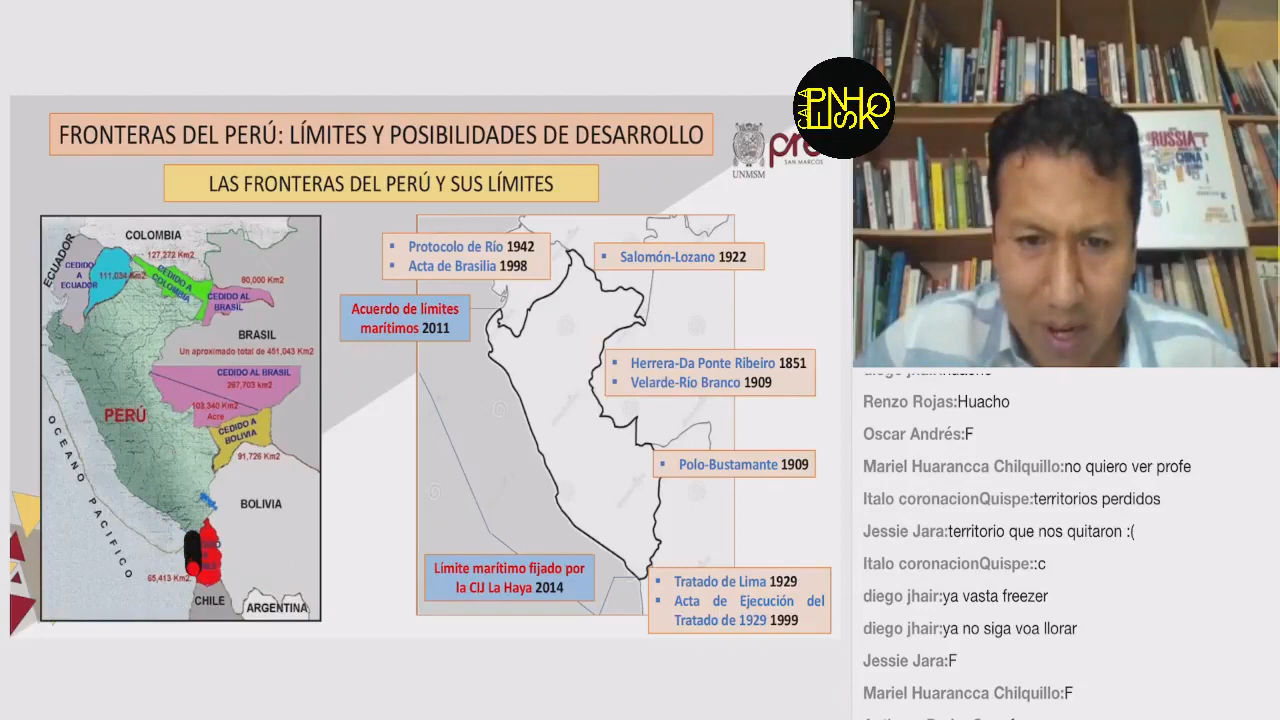 FRONTERAS DEL PERÚ: LÍMITES Y POSIBILIDADES DE DESARROLLO
LAS FRONTERAS DEL PERÚ Y SUS LÍMITES
UNMSM
pre
SAN MARCOS
CALA
PENSHOK
ECUADOR
COLOMBIA
127,272 Km2
CEDIDO A ECUADOR
111,034 Km2
CEDIDO A COLOMBIA
80,000 Km2
CEDIDO AL BRASIL
BRASIL
Un aproximado total de 451,043 Km2
CEDIDO AL BRASIL
267,703 km2
103,340 Km2
Acre
PERÚ
CEDIDO A BOLIVIA
91,726 Km2
OCEANO PACIFICO
BOLIVIA
65,413 Km2.
CHILE
ARGENTINA
Protocolo de Río 1942
Acta de Brasilia 1998
Salomón-Lozano 1922
Acuerdo de límites
marítimos 2011
Herrera-Da Ponte Ribeiro 1851
Velarde-Río Branco 1909
Polo-Bustamante 1909
Límite marítimo fijado por
la CIJ La Haya 2014
Tratado de Lima 1929
Acta de Ejecución del
Tratado de 1929 1999
RUSSIA
CHINA
Renzo Rojas:Huacho
Oscar Andrés:F
Mariel Huarancca Chilquillo:no quiero ver profe
Italo coronacionQuispe:territorios perdidos
Jessie Jara:territorio que nos quitaron :(
Italo coronacionQuispe::c
diego jhair:ya vasta freezer
diego jhair:ya no siga voa llorar
Jessie Jara:F
Mariel Huarancca Chilquillo:F